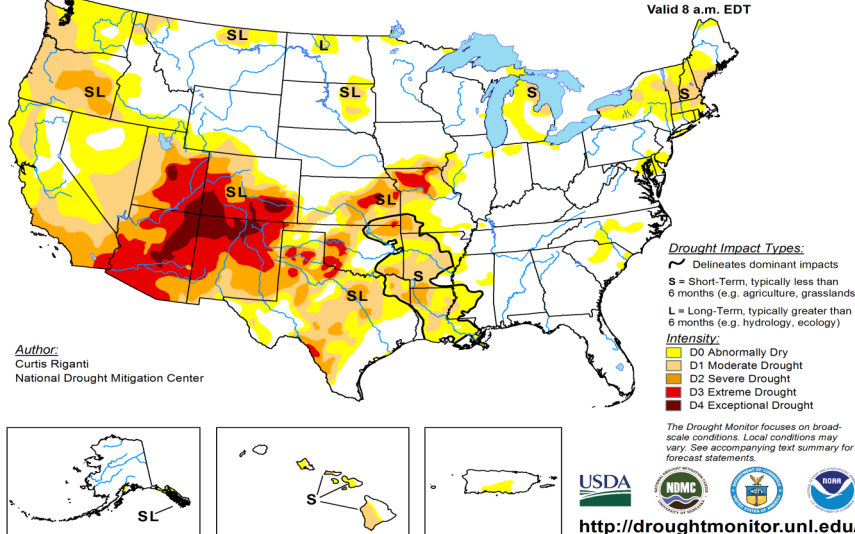 Valid 8 a.m. EDT
SL
L
SL
SL
S
S
SL
SL
S
SL
Drought Impact Types:
Delineates dominant impacts
S = Short-Term, typically less than
6 months (e.g. agriculture, grasslands
L = Long-Term, typically greater than
6 months (e.g. hydrology, ecology)
Intensity:
D0 Abnormally Dry
D1 Moderate Drought
D2 Severe Drought
D3 Extreme Drought
D4 Exceptional Drought
Author:
Curtis Riganti
National Drought Mitigation Center
The Drought Monitor focuses on broad-
scale conditions. Local conditions may
vary. See accompanying text summary for
forecast statements.
SL
S
USDA
NDMC
NOAA
http://droughtmonitor.unl.edu/